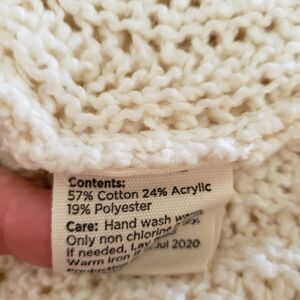 Contents:
57% Cotton 24% Acrylic
19% Polyester
Care: Hand wash
Only non
if needed, Lay
Warm iron if Jul 2020